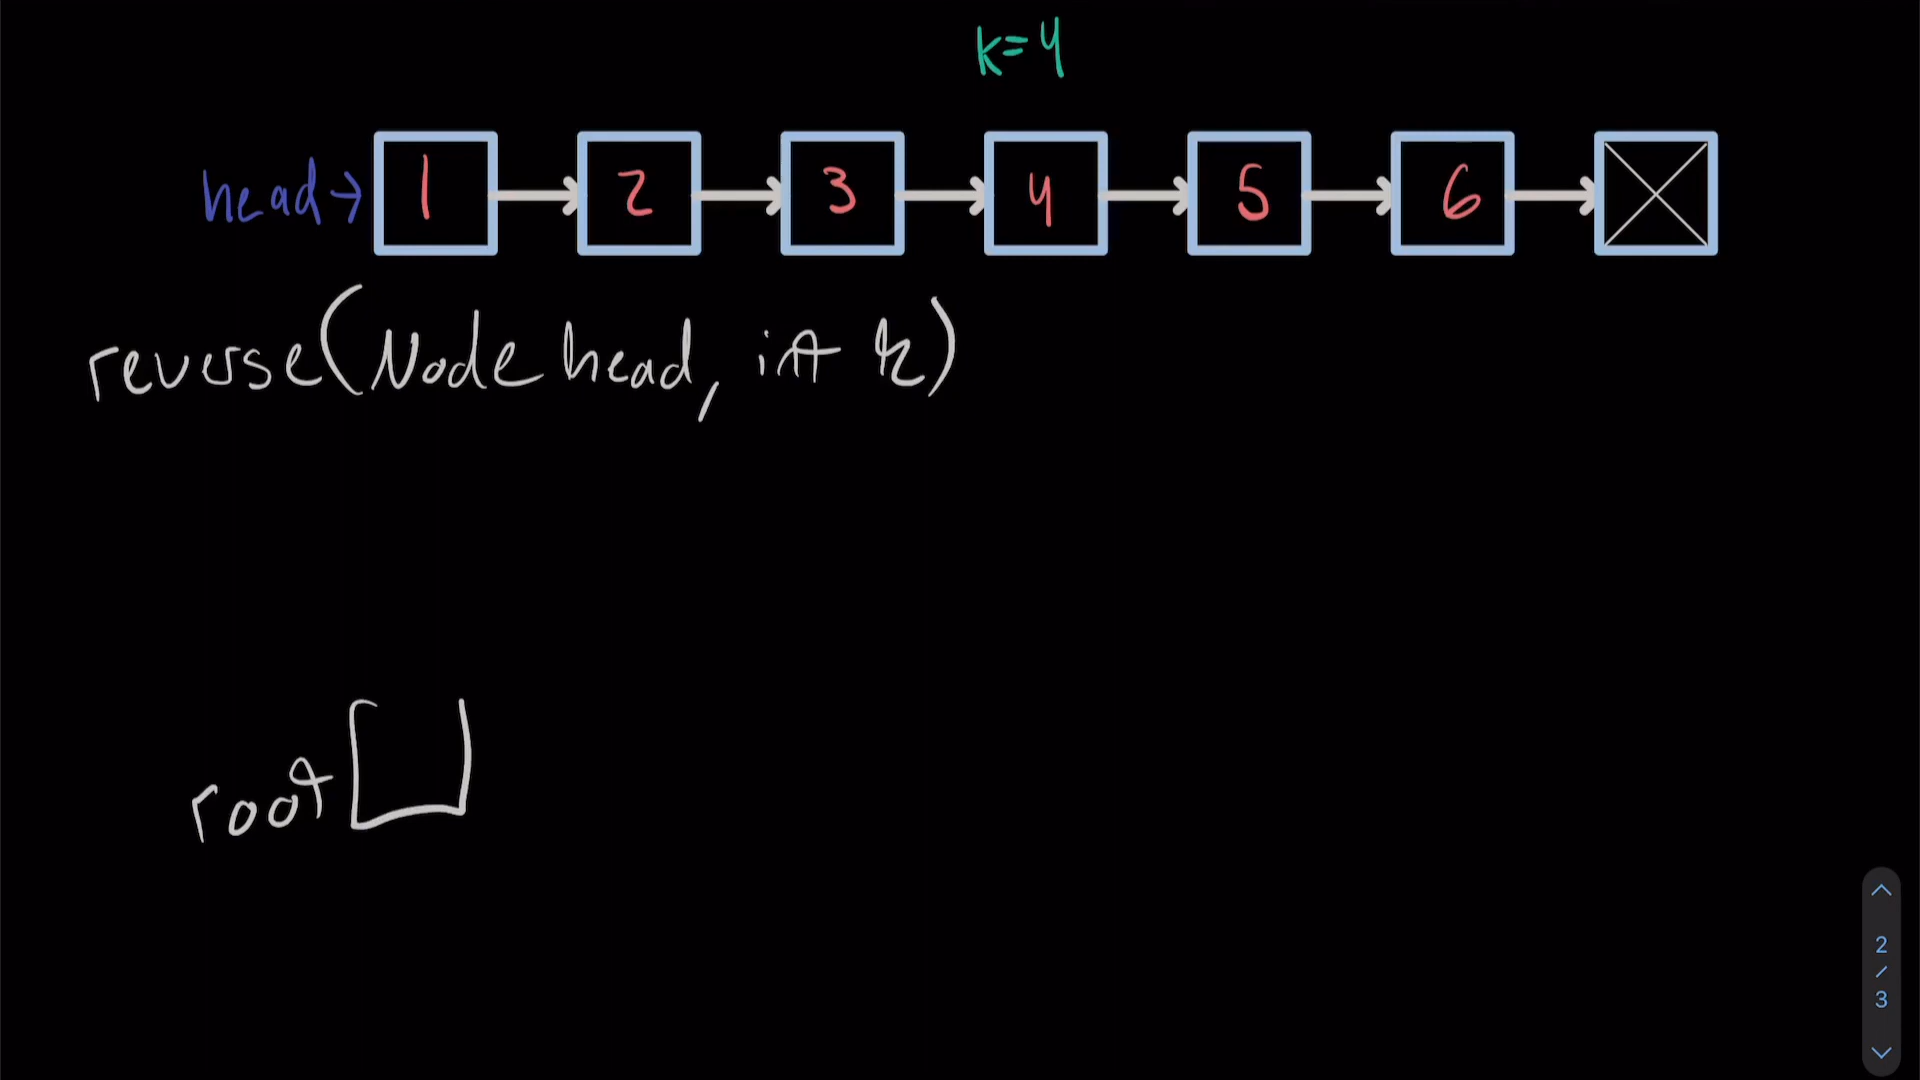 k=4
head→ 1 2 3 4 5 6
reverse(Node head, int k)
root
2
/
3